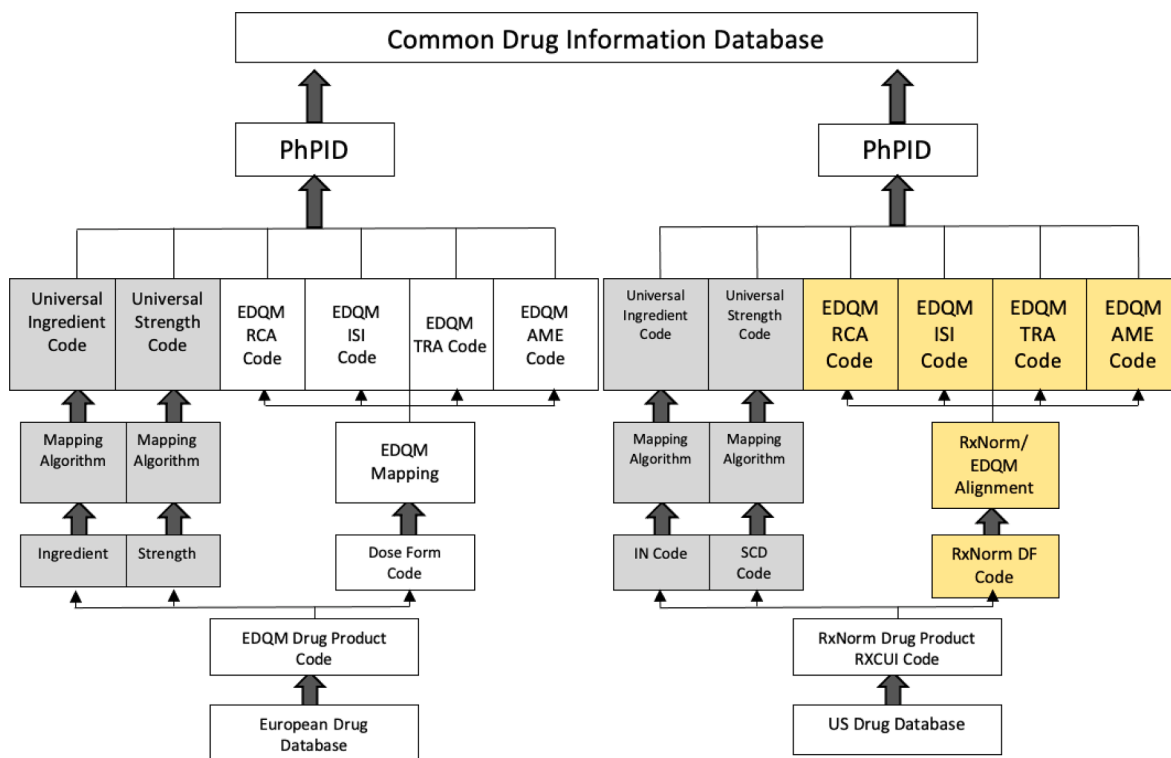 Common Drug Information Database
PhPID
PhPID
Universal
Ingredient
Code
Universal
Strength
Code
EDQM
RCA
Code
EDQM
ISI
Code
EDQM
TRA Code
EDQM
AME
Code
Universal
Ingredient
Code
Universal
Strength
Code
EDQM
RCA
Code
EDQM
ISI
Code
EDQM
TRA
Code
EDQM
AME
Code
Mapping
Algorithm
Mapping
Algorithm
EDQM
Mapping
Mapping
Algorithm
Mapping
Algorithm
RxNorm/
EDQM
Alignment
Ingredient
Strength
Dose Form
Code
IN Code
SCD
Code
RxNorm DF
Code
EDQM Drug Product
Code
RxNorm Drug Product
RXCUI Code
European Drug
Database
US Drug Database